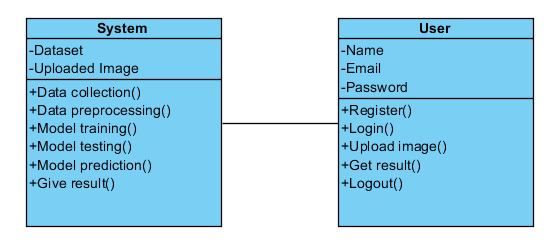 System
-Dataset
-Uploaded Image
+Data collection()
+Data preprocessing()
+Model training()
+Model testing()
+Model prediction()
+Give result()
User
-Name
-Email
-Password
+Register()
+Login()
+Upload image()
+Get result()
+Logout()